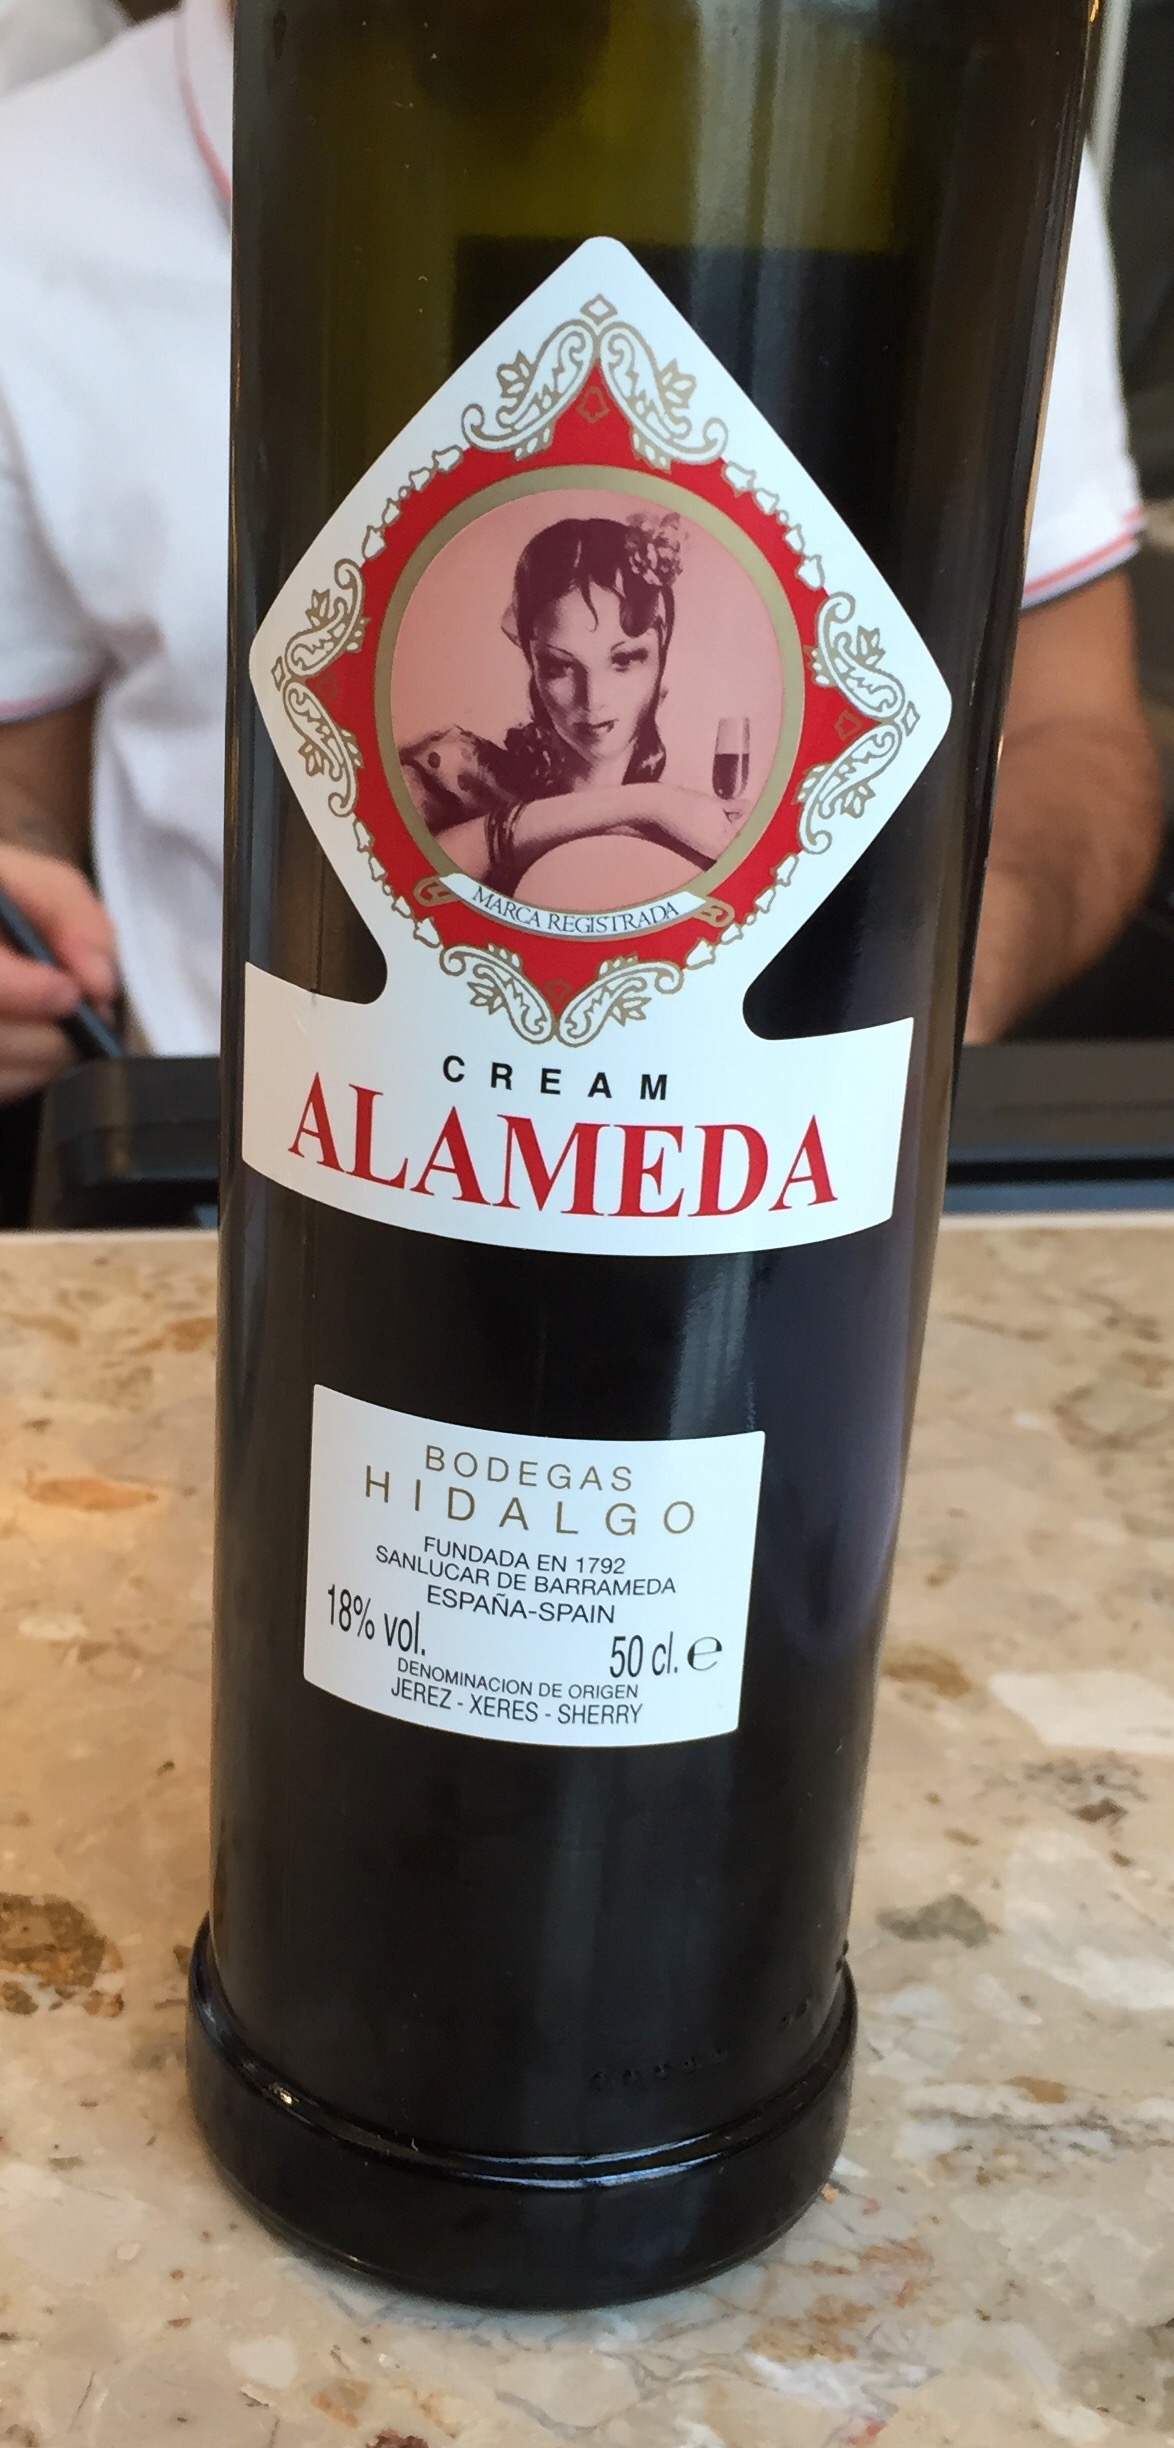 MARCA REGISTRADA
CREAM
ALAMEDA
BODEGAS
HIDALGO
FUNDADA EN 1792
SANLUCAR DE BARRAMEDA
ESPAÑA-SPAIN
18% vol.
50 cl. e
DENOMINACION DE ORIGEN
JEREZ - XERES - SHERRY